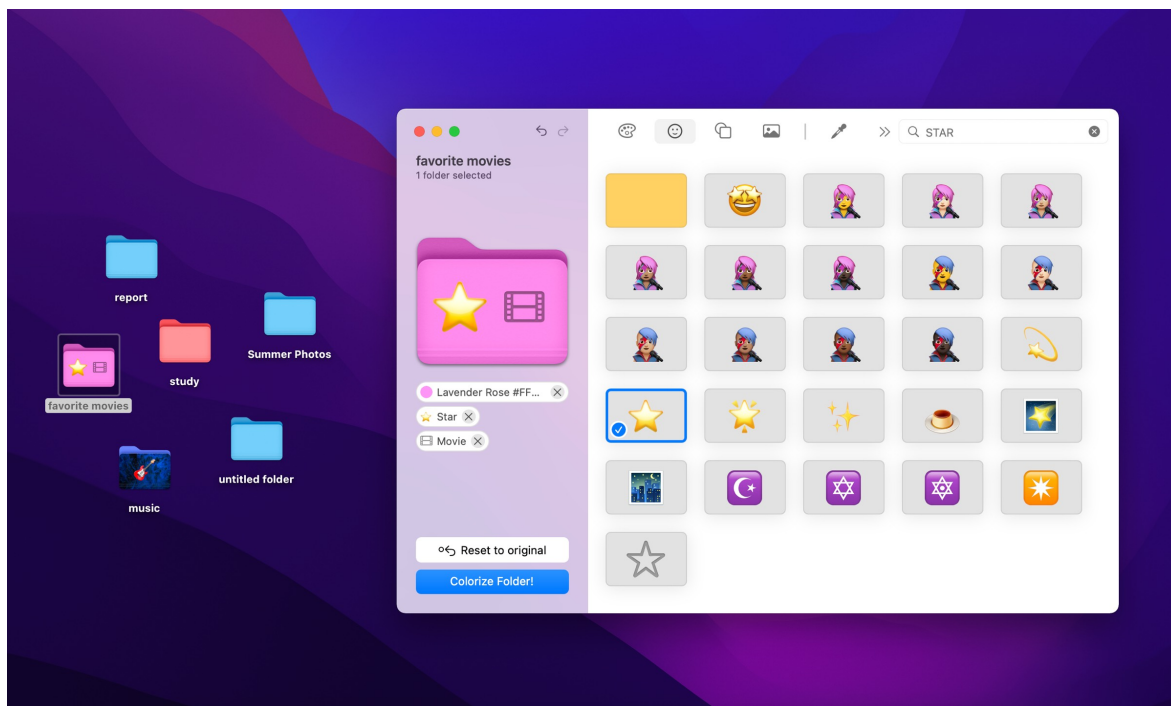 favorite movies
1 folder selected
STAR
report
Summer Photos
study
favorite movies
untitled folder
music
Lavender Rose #FF...
Star
Movie
Reset to original
Colorize Folder!